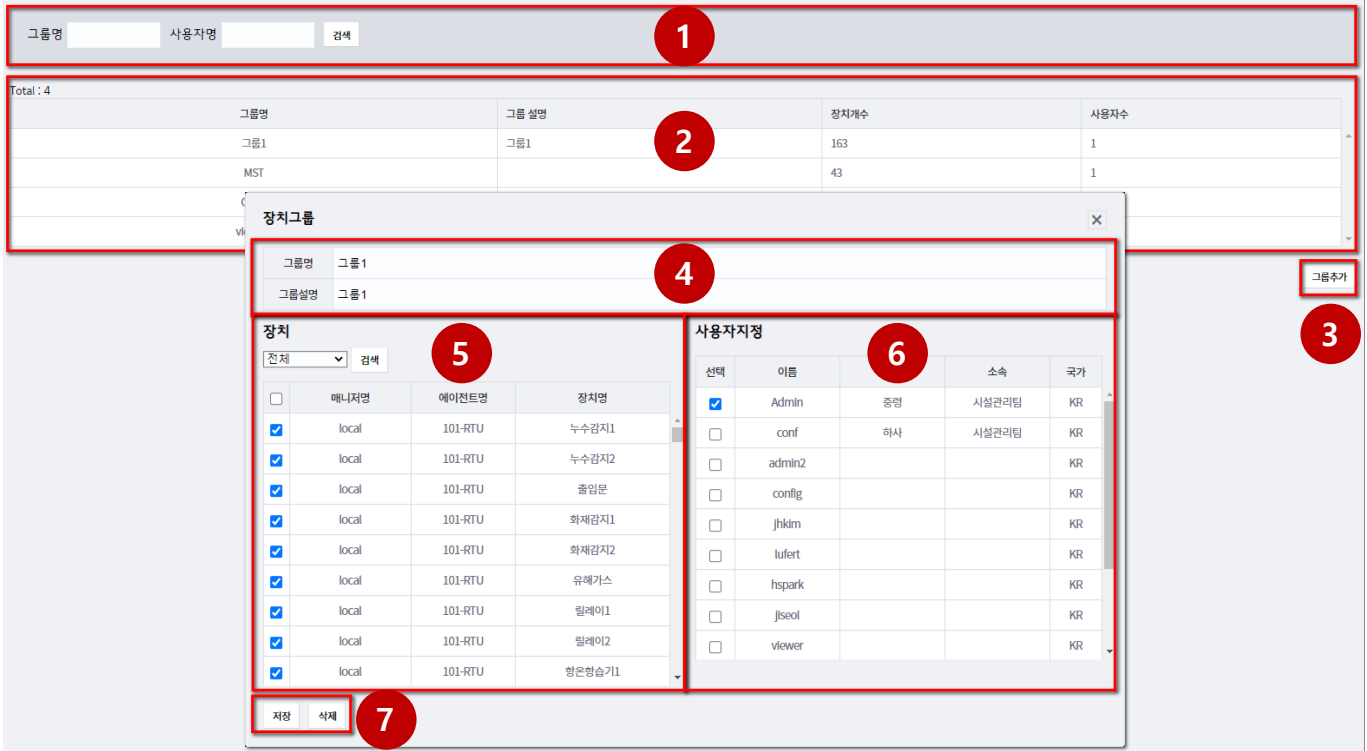 그룹명 사용자명 검색
1
Total : 4
그룹명 그룹 설명 장치개수 사용자수
2
그룹1 그룹1 163 1
MST 43 1
장치그룹
그룹명 그룹1
4
그룹설명 그룹1
그룹추가
3
장치
5
전체 검색
매니저명 에이전트명 장치명
local 101-RTU 누수감지1
local 101-RTU 누수감지2
local 101-RTU 출입문
local 101-RTU 화재감지1
local 101-RTU 화재감지2
local 101-RTU 유해가스
local 101-RTU 릴레이1
local 101-RTU 릴레이2
local 101-RTU 항온항습기1
사용자지정
6
선택 이름 소속 국가
Admin 중령 시설관리팀 KR
conf 하사 시설관리팀 KR
admin2 KR
config KR
jhkim KR
lufert KR
hspark KR
jiseol KR
viewer KR
저장 삭제
7